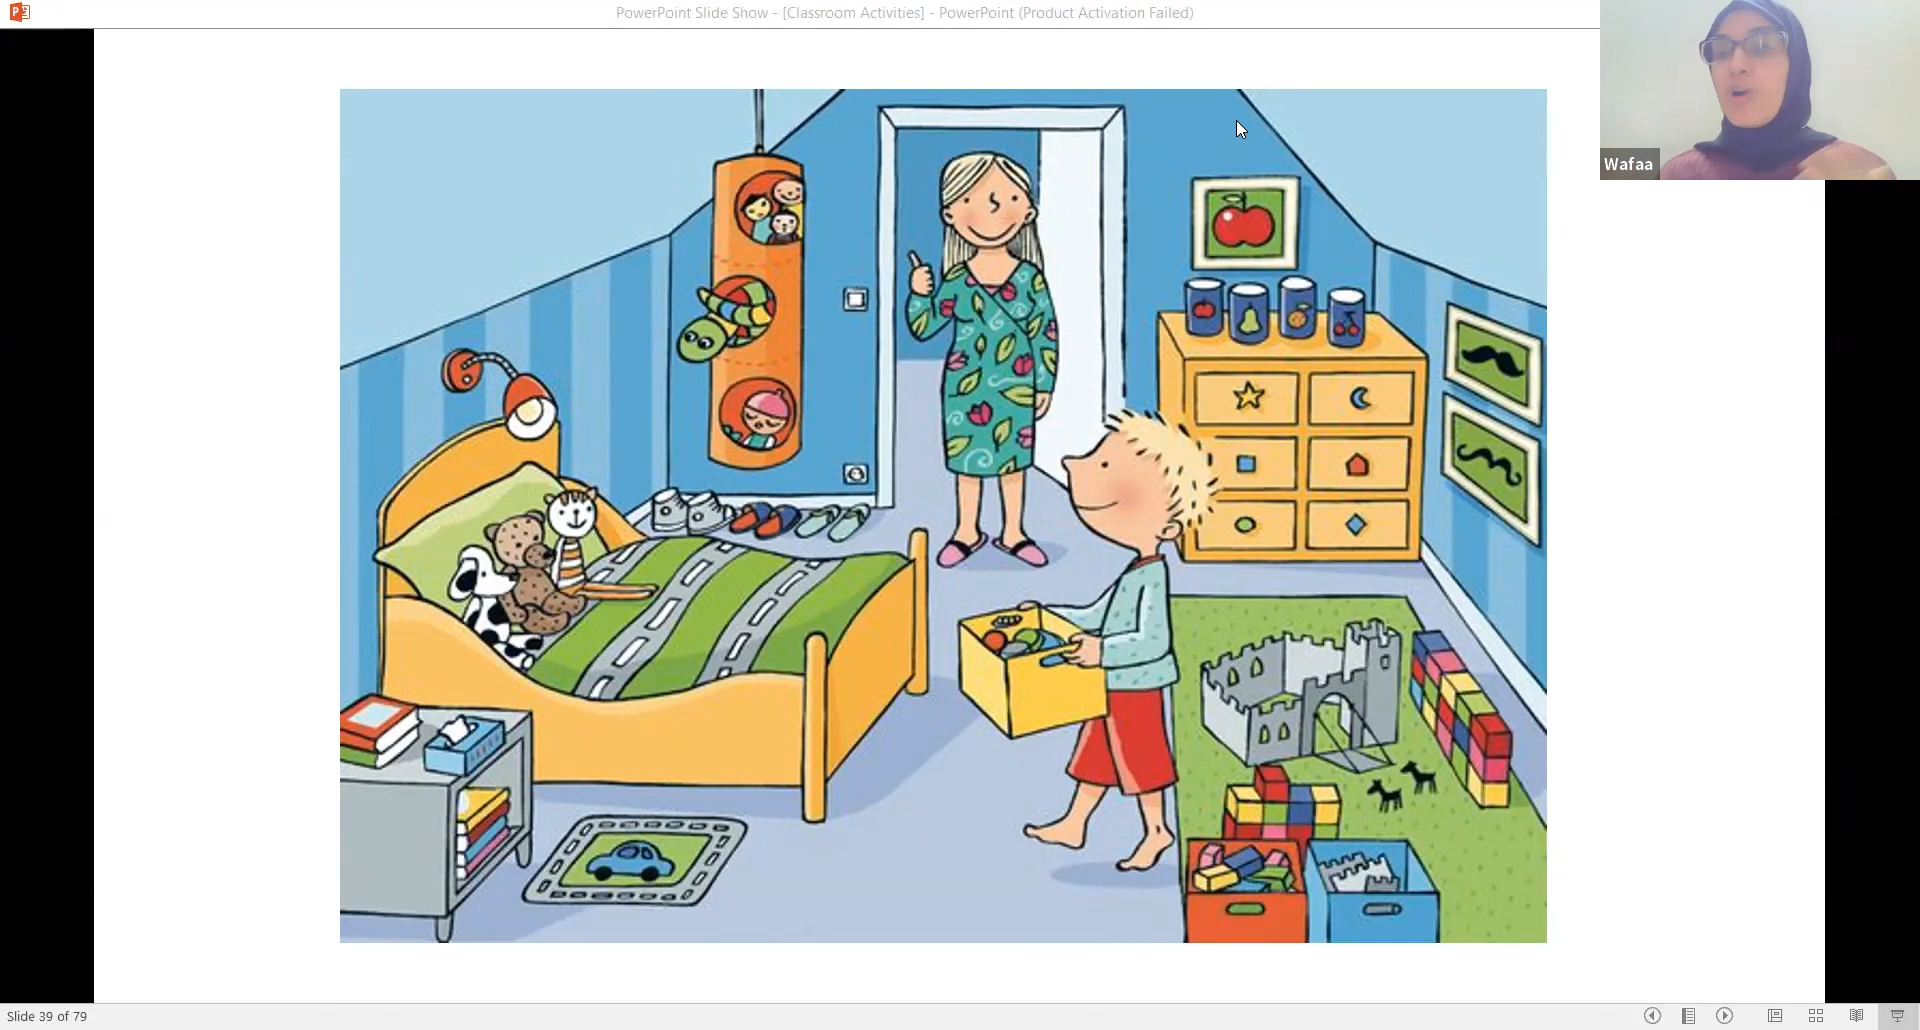 PowerPoint Slide Show - [Classroom Activities] - PowerPoint (Product Activation Failed)
Wafaa
Slide 39 of 79